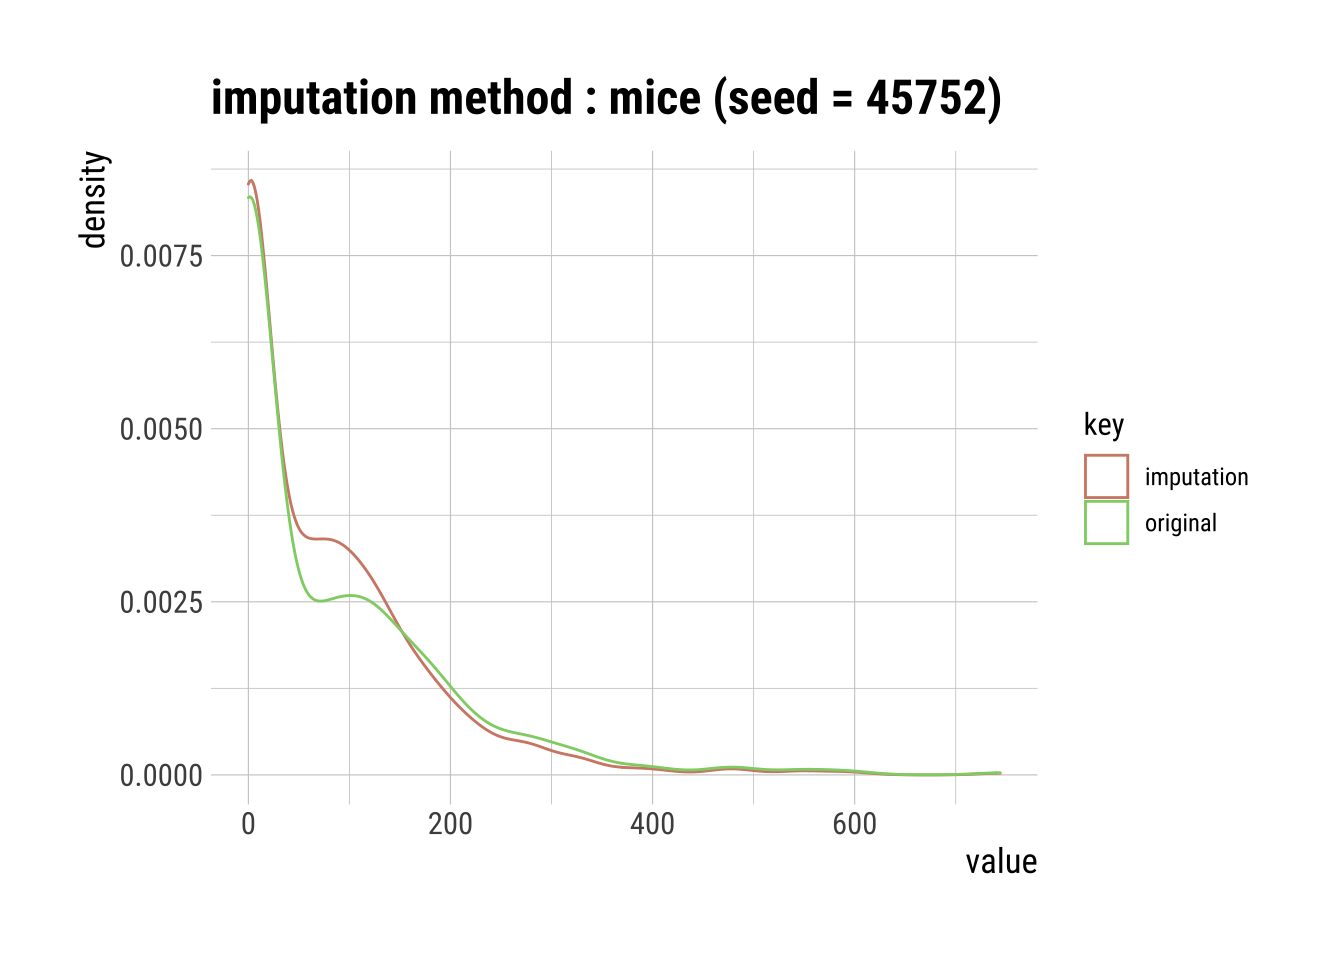 imputation method : mice (seed = 45752)
density
0.0075
0.0050
0.0025
0.0000
0 200 400 600
value
key
imputation
original